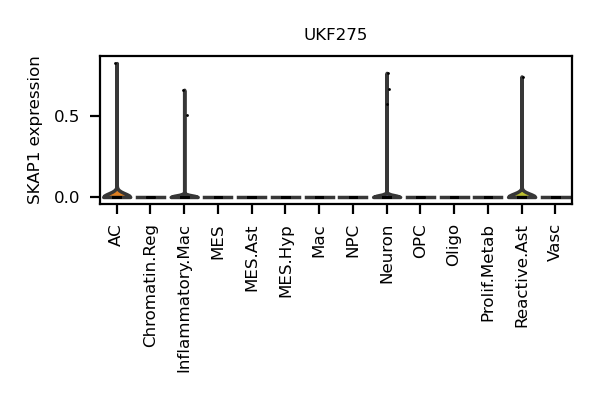 UKF275
SKAP1 expression
0.5
0.0
AC
Chromatin.Reg
Inflammatory.Mac
MES
MES.Ast
MES.Hyp
Mac
NPC
Neuron
OPC
Oligo
Prolif.Metab
Reactive.Ast
Vasc